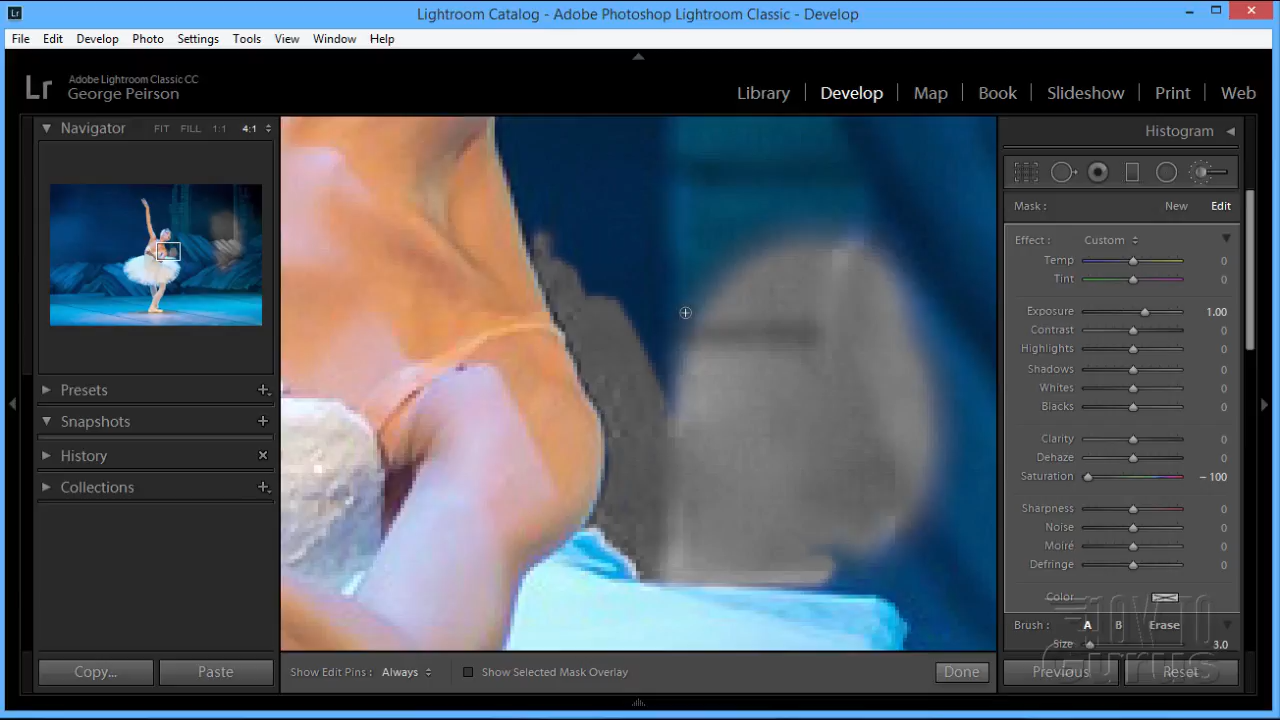 Lr Lightroom Catalog - Adobe Photoshop Lightroom Classic - Develop
File Edit Develop Photo Settings Tools View Window Help
Lr Adobe Lightroom Classic CC
George Peirson
Library Develop Map Book Slideshow Print Web
Navigator FIT FILL 1:1 4:1
Histogram
Mask : New Edit
Effect : Custom
Temp 0
Tint 0
Exposure 1.00
Contrast 0
Highlights 0
Shadows 0
Whites 0
Blacks 0
Clarity 0
Dehaze 0
Saturation – 100
Sharpness 0
Noise 0
Moiré 0
Defringe 0
Color
Brush : A B Erase
Size 3.0
Presets
Snapshots
History
Collections
Copy... Paste
Show Edit Pins : Always Show Selected Mask Overlay Done
Previous Reset
HOW TO
Gurus